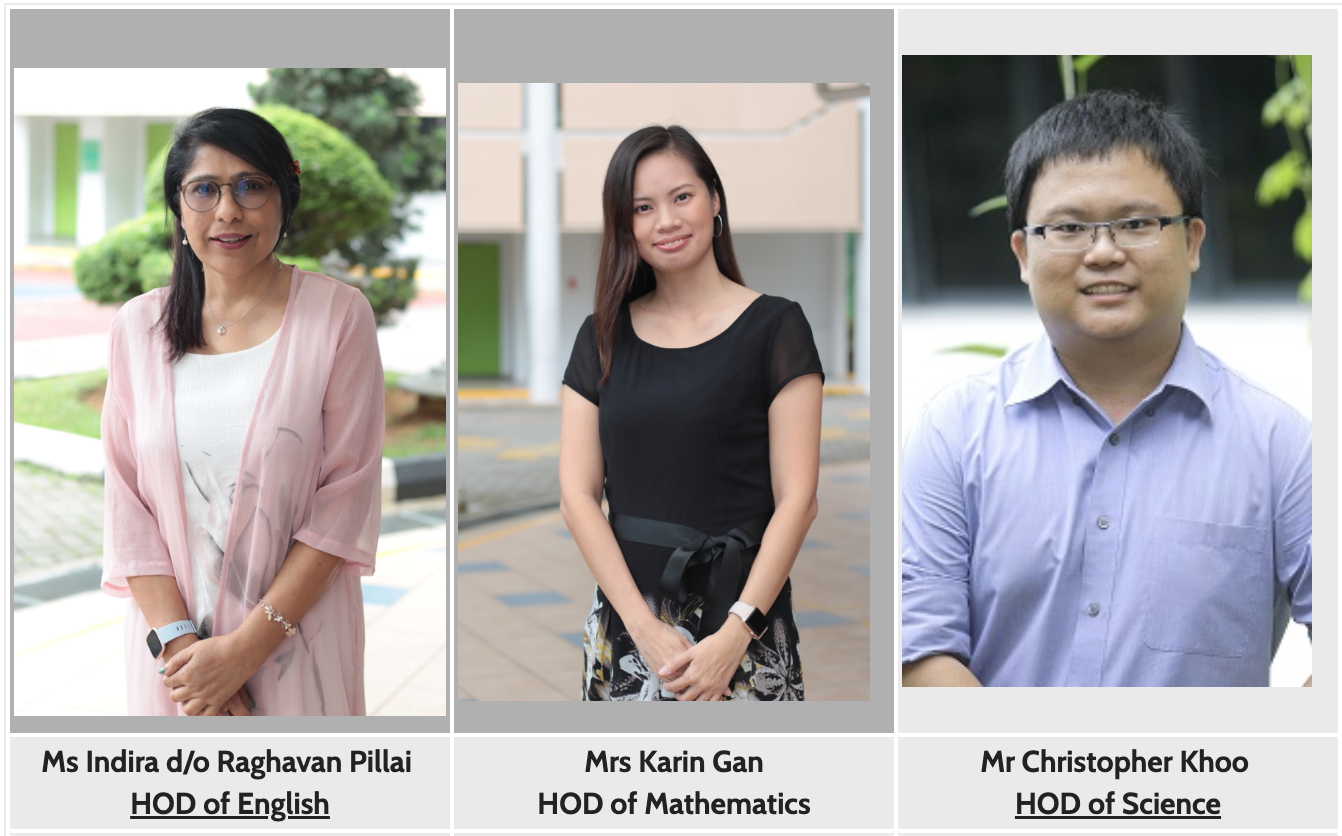 Ms Indira d/o Raghavan Pillai
HOD of English
Mrs Karin Gan
HOD of Mathematics
Mr Christopher Khoo
HOD of Science